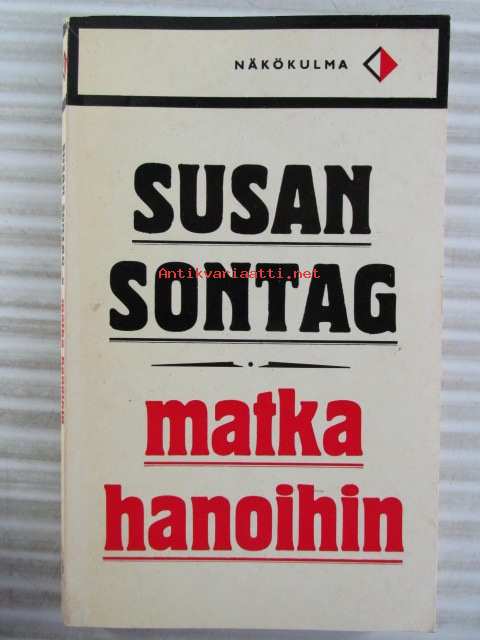 NÄKÖKULMA
SUSAN
Antikvariaatti.net
SONTAG
matka
hanoihin